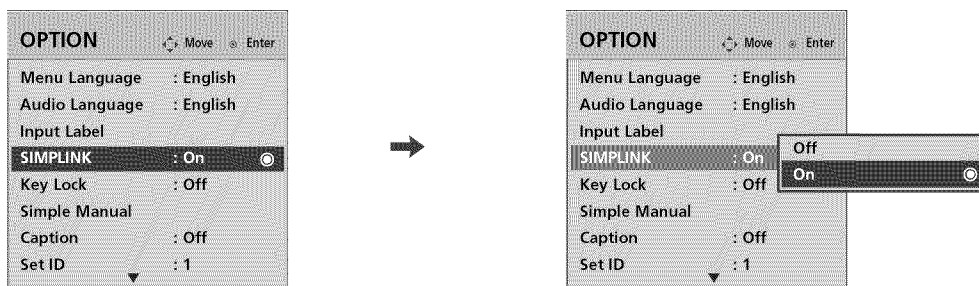 OPTION Move Enter
Menu Language : English
Audio Language : English
Input Label
SIMPLINK : On
Key Lock : Off
Simple Manual
Caption : Off
Set ID : 1
OPTION Move Enter
Menu Language : English
Audio Language : English
Input Label
SIMPLINK : On
Key Lock : Off
Simple Manual
Caption : Off
Set ID : 1
Off
On